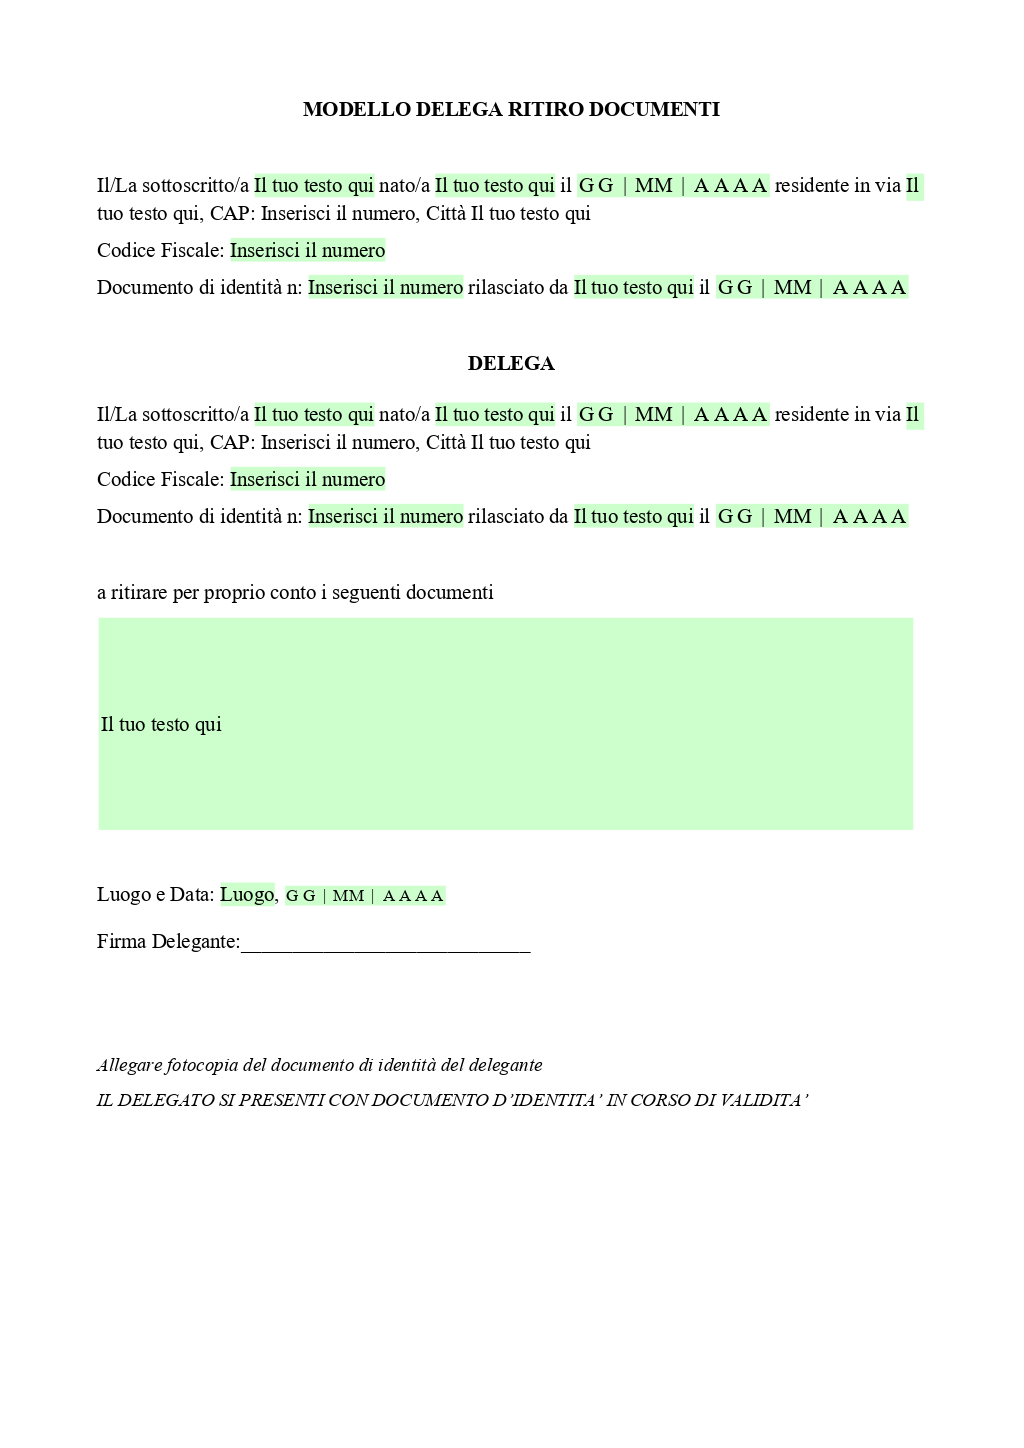 MODELLO DELEGA RITIRO DOCUMENTI
Il/La sottoscritto/a Il tuo testo qui nato/a Il tuo testo qui il G G | MM | A A A A residente in via Il
tuo testo qui, CAP: Inserisci il numero, Città Il tuo testo qui
Codice Fiscale: Inserisci il numero
Documento di identità n: Inserisci il numero rilasciato da Il tuo testo qui il G G | MM | A A A A
DELEGA
Il/La sottoscritto/a Il tuo testo qui nato/a Il tuo testo qui il G G | MM | A A A A residente in via Il
tuo testo qui, CAP: Inserisci il numero, Città Il tuo testo qui
Codice Fiscale: Inserisci il numero
Documento di identità n: Inserisci il numero rilasciato da Il tuo testo qui il G G | MM | A A A A
a ritirare per proprio conto i seguenti documenti
Il tuo testo qui
Luogo e Data: Luogo, G G | MM | A A A A
Firma Delegante:____________________________
Allegare fotocopia del documento di identità del delegante
IL DELEGATO SI PRESENTI CON DOCUMENTO D’IDENTITA’ IN CORSO DI VALIDITA’